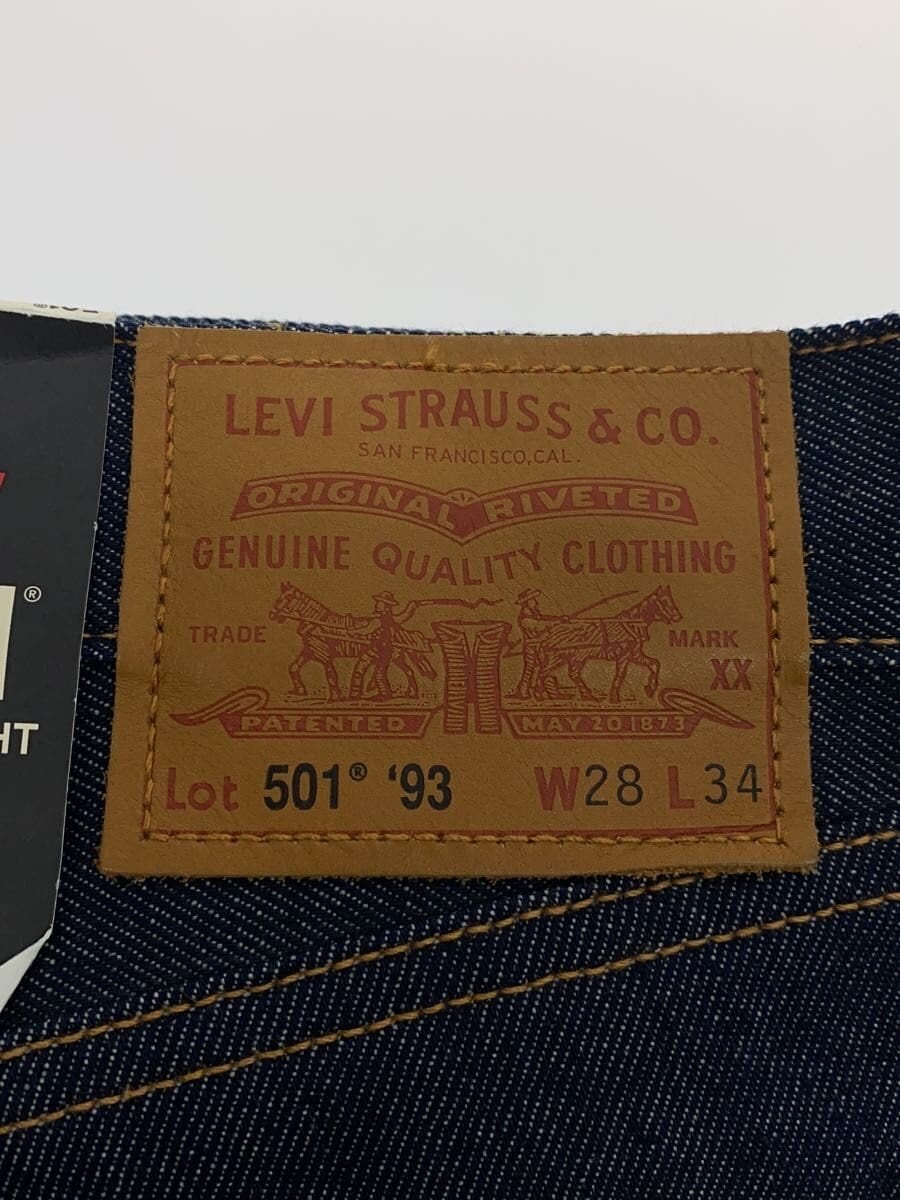 LEVI STRAUSS & CO.
SAN FRANCISCO, CAL.
ORIGINAL RIVETED
GENUINE QUALITY CLOTHING
TRADE MARK
XX
PATENTED MAY 20 1873
Lot 501® '93 W28 L34
®
HT